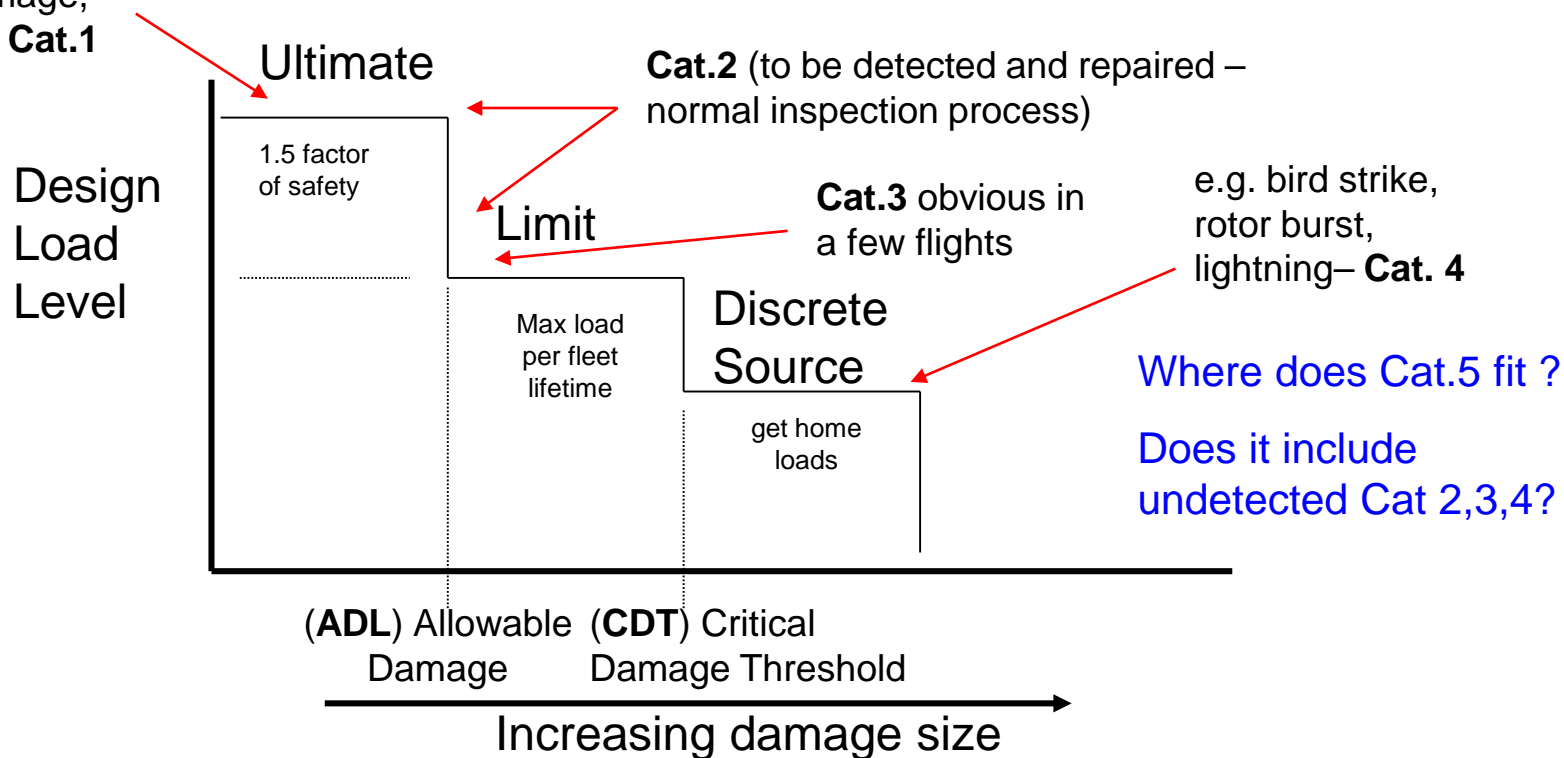 Cat.1
Ultimate
Cat.2 (to be detected and repaired –
normal inspection process)
1.5 factor
of safety
Design
Load
Level
Limit
Cat.3 obvious in
a few flights
e.g. bird strike,
rotor burst,
lightning– Cat. 4
Max load
per fleet
lifetime
Discrete
Source
get home
loads
Where does Cat.5 fit ?
Does it include
undetected Cat 2,3,4?
(ADL) Allowable
Damage
(CDT) Critical
Damage Threshold
Increasing damage size